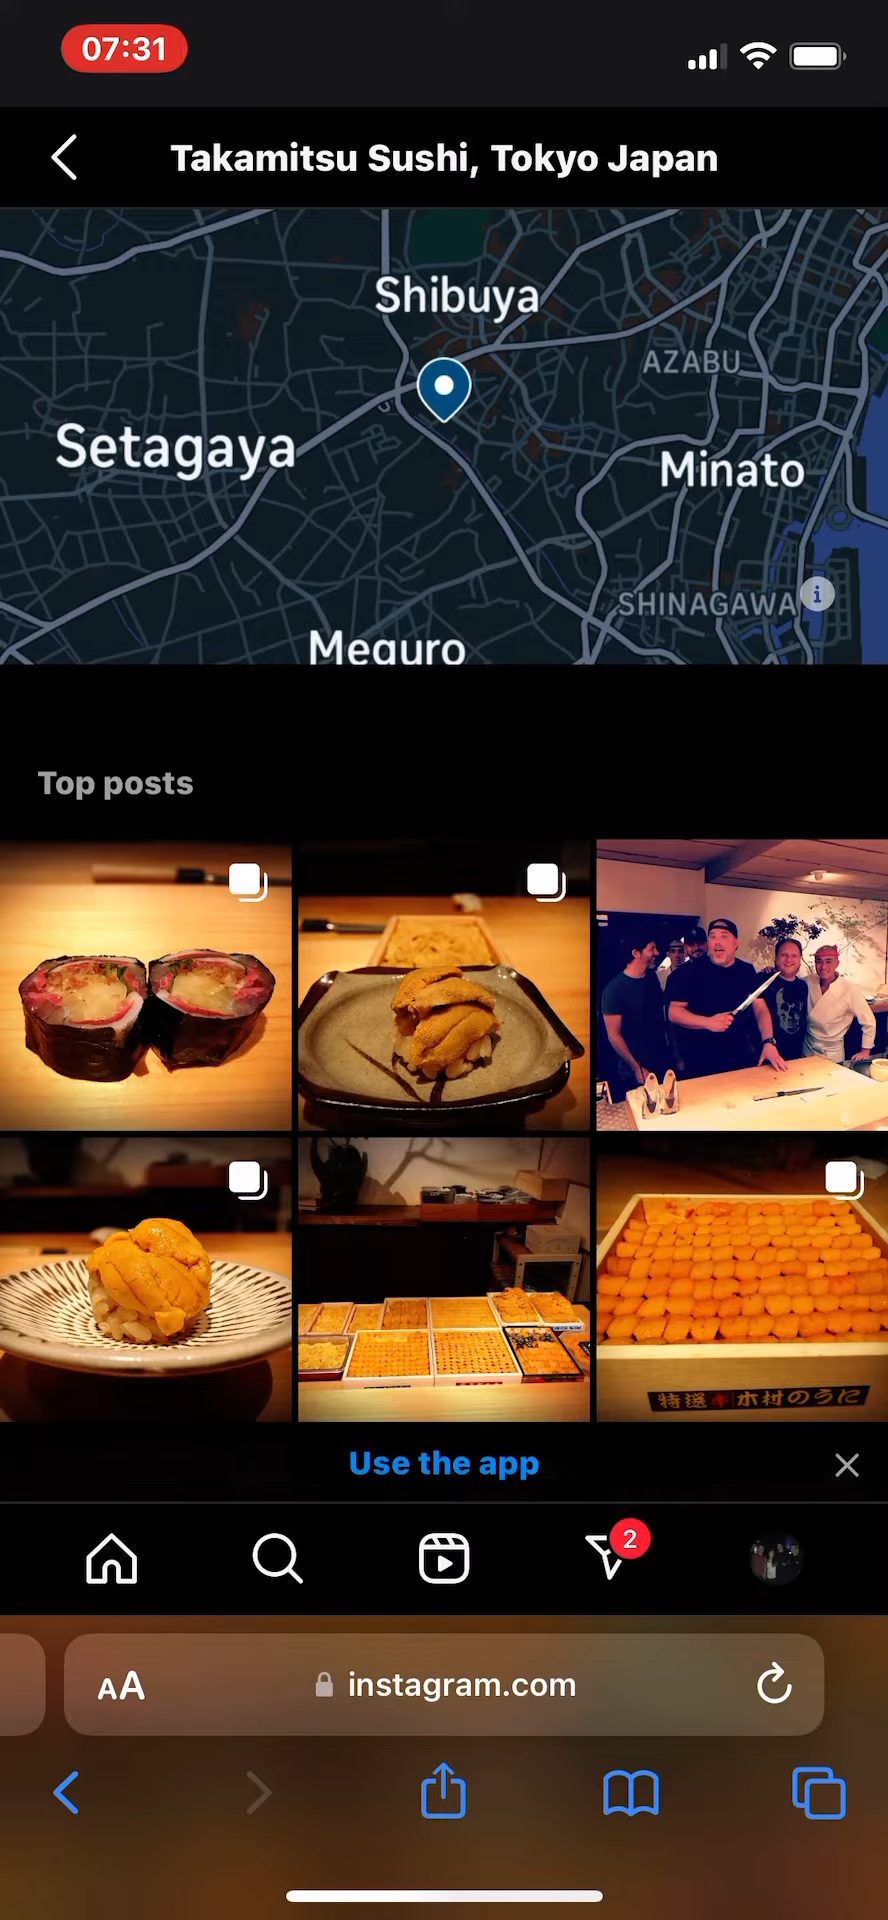 07:31
Takamitsu Sushi, Tokyo Japan
Shibuya
AZABU
Setagaya
Minato
SHINAGAWA
Meguro
Top posts
特選 木村のうに
Use the app
2
AA instagram.com